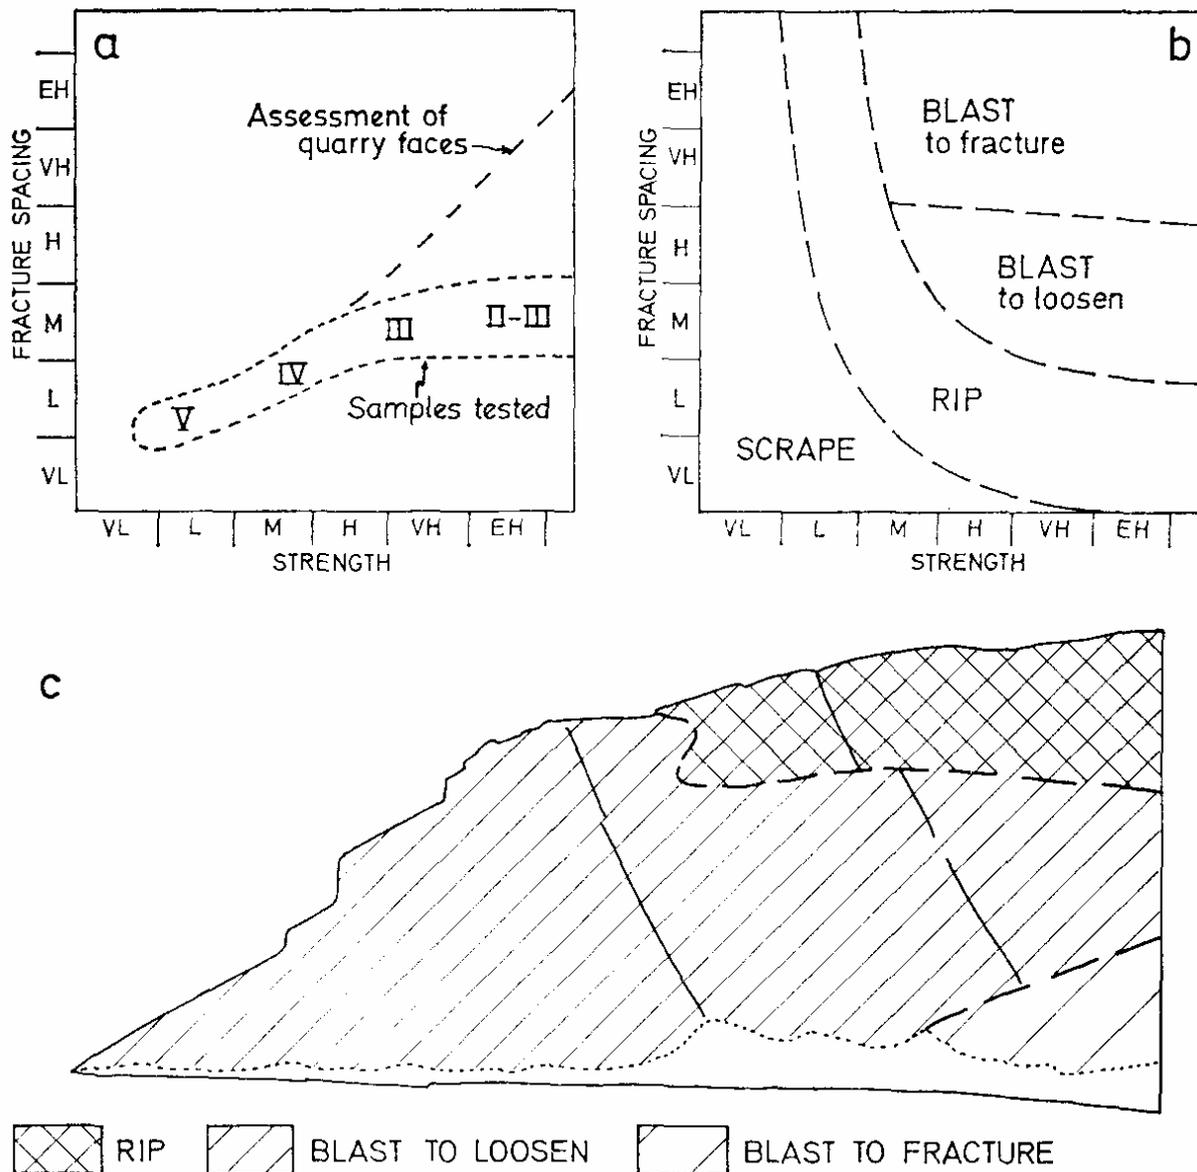 a
FRACTURE SPACING
EH
VH
H
M
L
VL
Assessment of
quarry faces
III
II-III
IV
V
Samples tested
VL L M H VH EH
STRENGTH
b
FRACTURE SPACING
EH
VH
H
M
L
VL
BLAST
to fracture
BLAST
to loosen
RIP
SCRAPE
VL L M H VH EH
STRENGTH
c
RIP BLAST TO LOOSEN BLAST TO FRACTURE